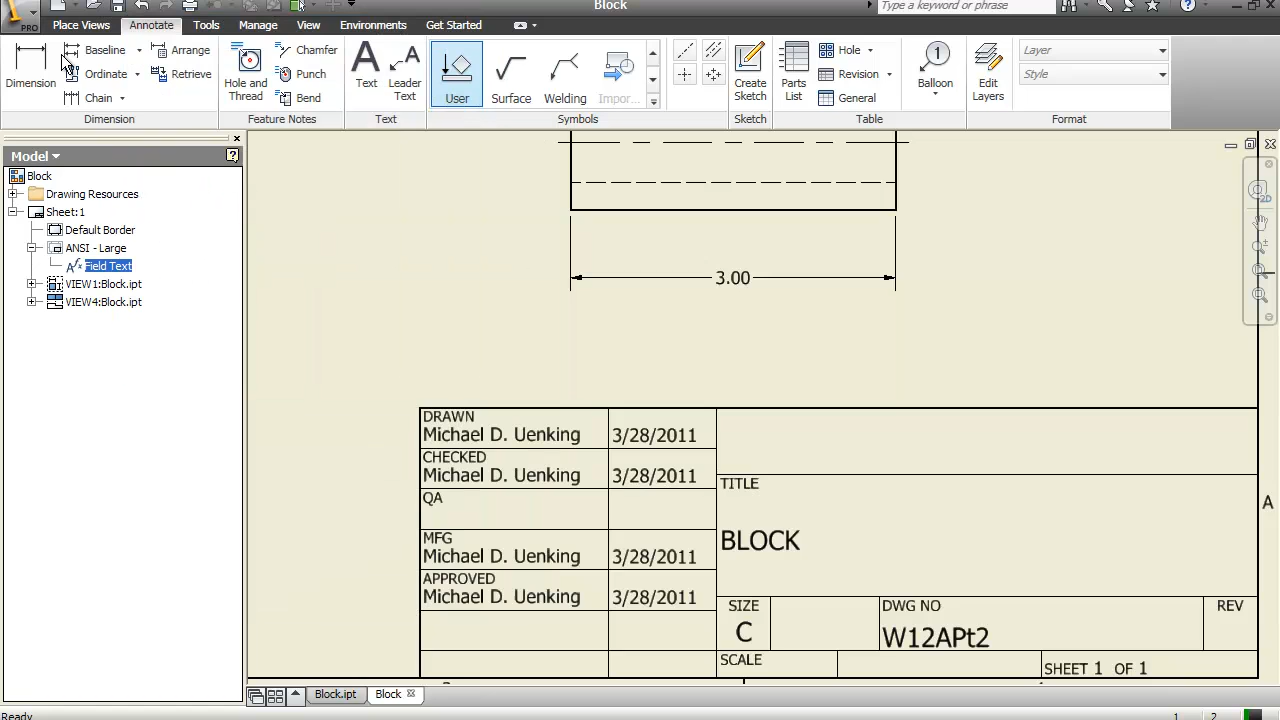 Block
Type a keyword or phrase
PRO
Place Views Annotate Tools Manage View Environments Get Started
Dimension
Baseline
Ordinate
Chain
Arrange
Retrieve
Dimension
Hole and Thread
Chamfer
Punch
Bend
Feature Notes
Text
Leader Text
Text
User
Surface
Welding
Impor...
Symbols
Create Sketch
Sketch
Parts List
Hole
Revision
General
Table
Balloon
Edit Layers
Layer
Style
Format
Model
Block
Drawing Resources
Sheet:1
Default Border
ANSI - Large
Field Text
VIEW1:Block.ipt
VIEW4:Block.ipt
2D
3.00
DRAWN
Michael D. Uenking 3/28/2011
CHECKED
Michael D. Uenking 3/28/2011
QA
MFG
Michael D. Uenking 3/28/2011
APPROVED
Michael D. Uenking 3/28/2011
TITLE
BLOCK
SIZE
C
DWG NO
W12APt2
REV
SCALE
SHEET 1 OF 1
A
Block.ipt Block
Ready
1 2